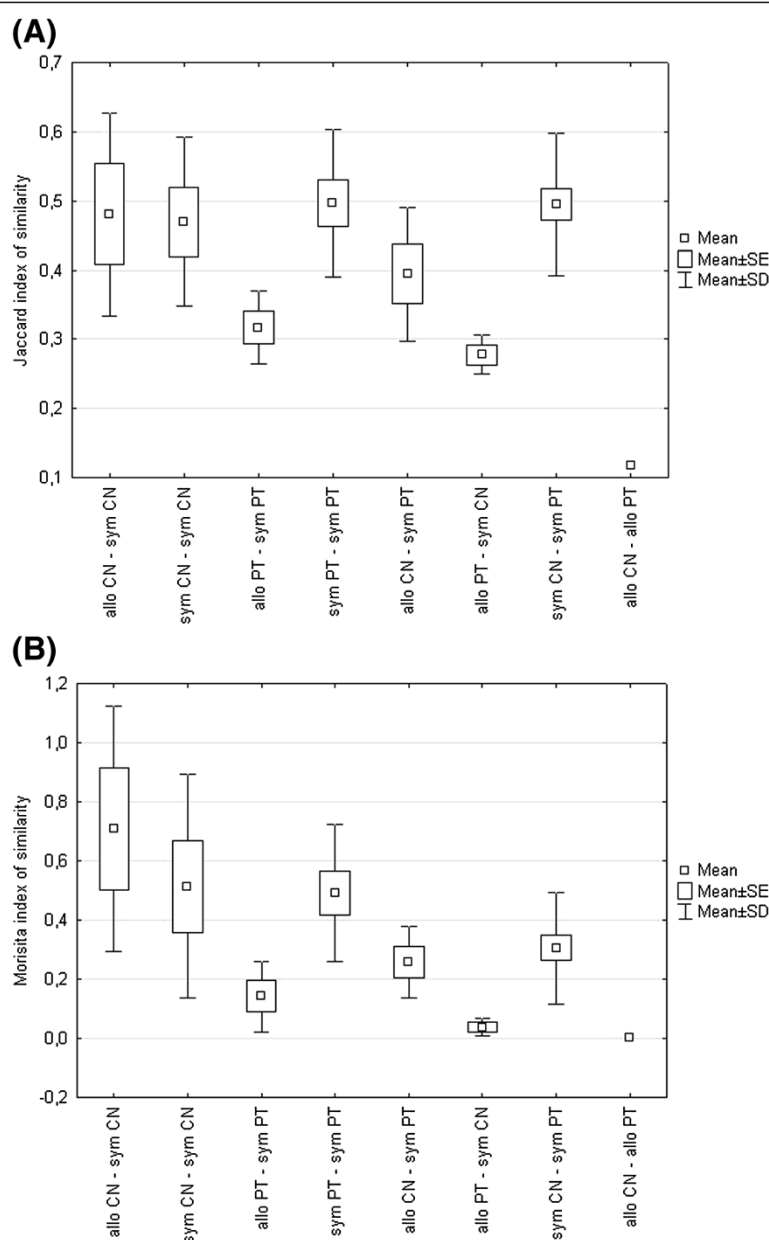 (A)
0,7
0,6
0,5
0,4
0,3
0,2
0,1
Jaccard index of similarity
Mean
Mean±SE
Mean±SD
allo CN - sym CN
sym CN - sym CN
allo PT - sym PT
sym PT - sym PT
allo CN - sym PT
allo PT - sym CN
sym CN - sym PT
allo CN - allo PT
(B)
1,2
1,0
0,8
0,6
0,4
0,2
0,0
-0,2
Morisita index of similarity
Mean
Mean±SE
Mean±SD
allo CN - sym CN
sym CN - sym CN
allo PT - sym PT
sym PT - sym PT
allo CN - sym PT
allo PT - sym CN
sym CN - sym PT
allo CN - allo PT